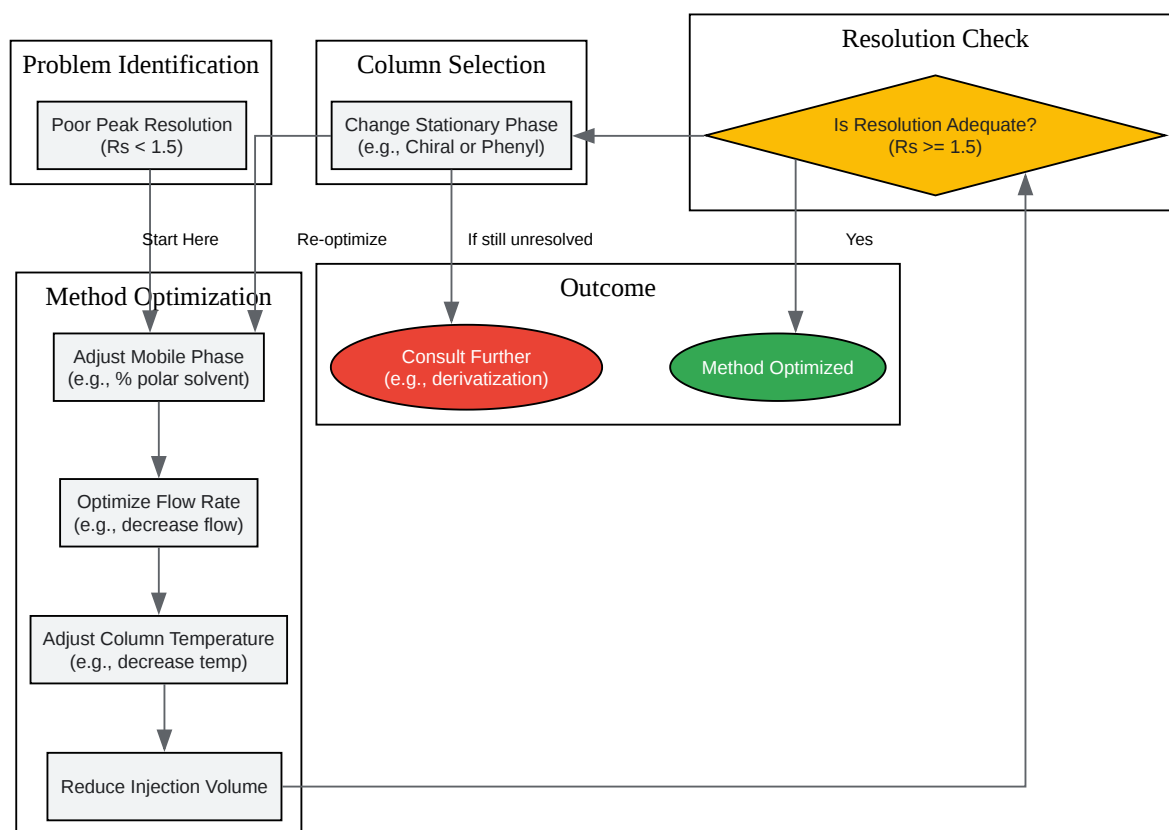 Problem Identification
Poor Peak Resolution
(Rs < 1.5)
Column Selection
Change Stationary Phase
(e.g., Chiral or Phenyl)
Resolution Check
Is Resolution Adequate?
(Rs >= 1.5)
Start Here
Re-optimize
If still unresolved
Yes
Method Optimization
Adjust Mobile Phase
(e.g., % polar solvent)
Optimize Flow Rate
(e.g., decrease flow)
Adjust Column Temperature
(e.g., decrease temp)
Reduce Injection Volume
Outcome
Consult Further
(e.g., derivatization)
Method Optimized